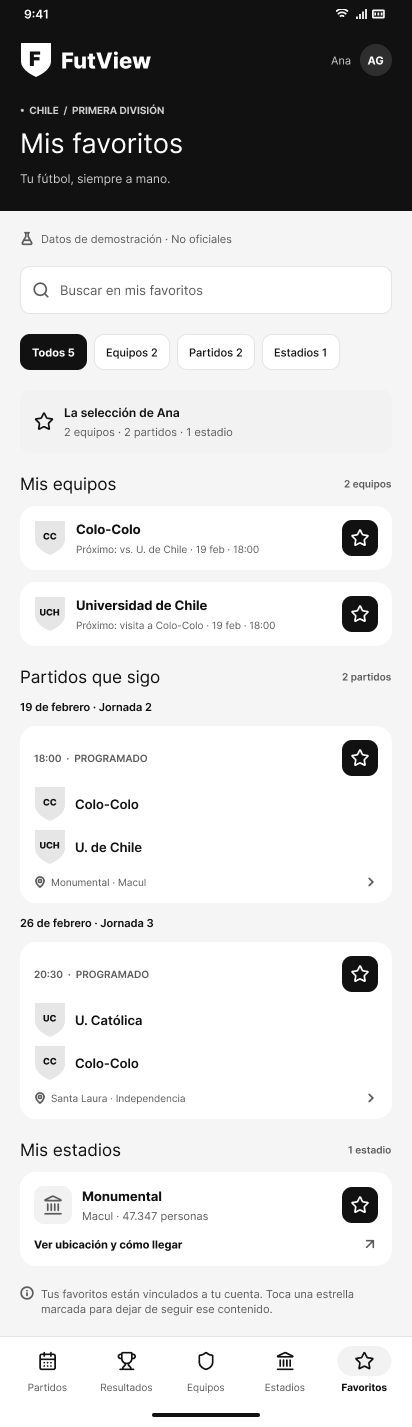 9:41
F FutView
Ana AG
• CHILE / PRIMERA DIVISIÓN
Mis favoritos
Tu fútbol, siempre a mano.
Datos de demostración · No oficiales
Buscar en mis favoritos
Todos 5 Equipos 2 Partidos 2 Estadios 1
La selección de Ana
2 equipos · 2 partidos · 1 estadio
Mis equipos 2 equipos
CC Colo-Colo
Próximo: vs. U. de Chile · 19 feb · 18:00
UCH Universidad de Chile
Próximo: visita a Colo-Colo · 19 feb · 18:00
Partidos que sigo 2 partidos
19 de febrero · Jornada 2
18:00 · PROGRAMADO
CC Colo-Colo
UCH U. de Chile
Monumental · Macul
26 de febrero · Jornada 3
20:30 · PROGRAMADO
UC U. Católica
CC Colo-Colo
Santa Laura · Independencia
Mis estadios 1 estadio
Monumental
Macul · 47.347 personas
Ver ubicación y cómo llegar
Tus favoritos están vinculados a tu cuenta. Toca una estrella
marcada para dejar de seguir ese contenido.
Partidos Resultados Equipos Estadios Favoritos